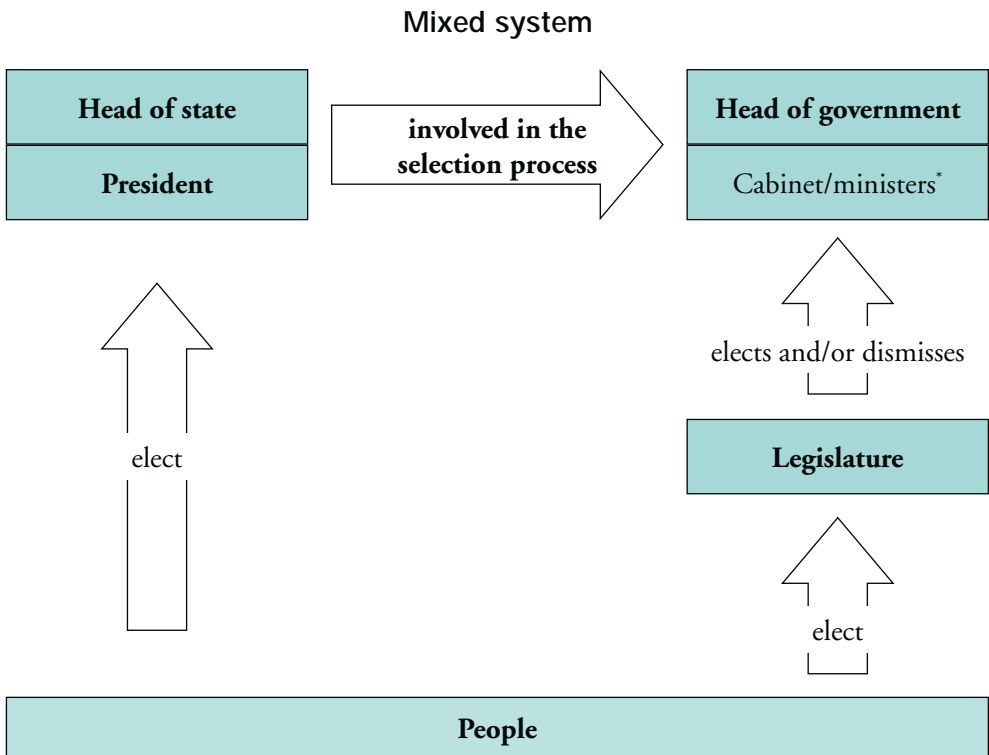 Mixed system
Head of state
President
involved in the
selection process
Head of government
Cabinet/ministers*
elects and/or dismisses
elect
Legislature
elect
People